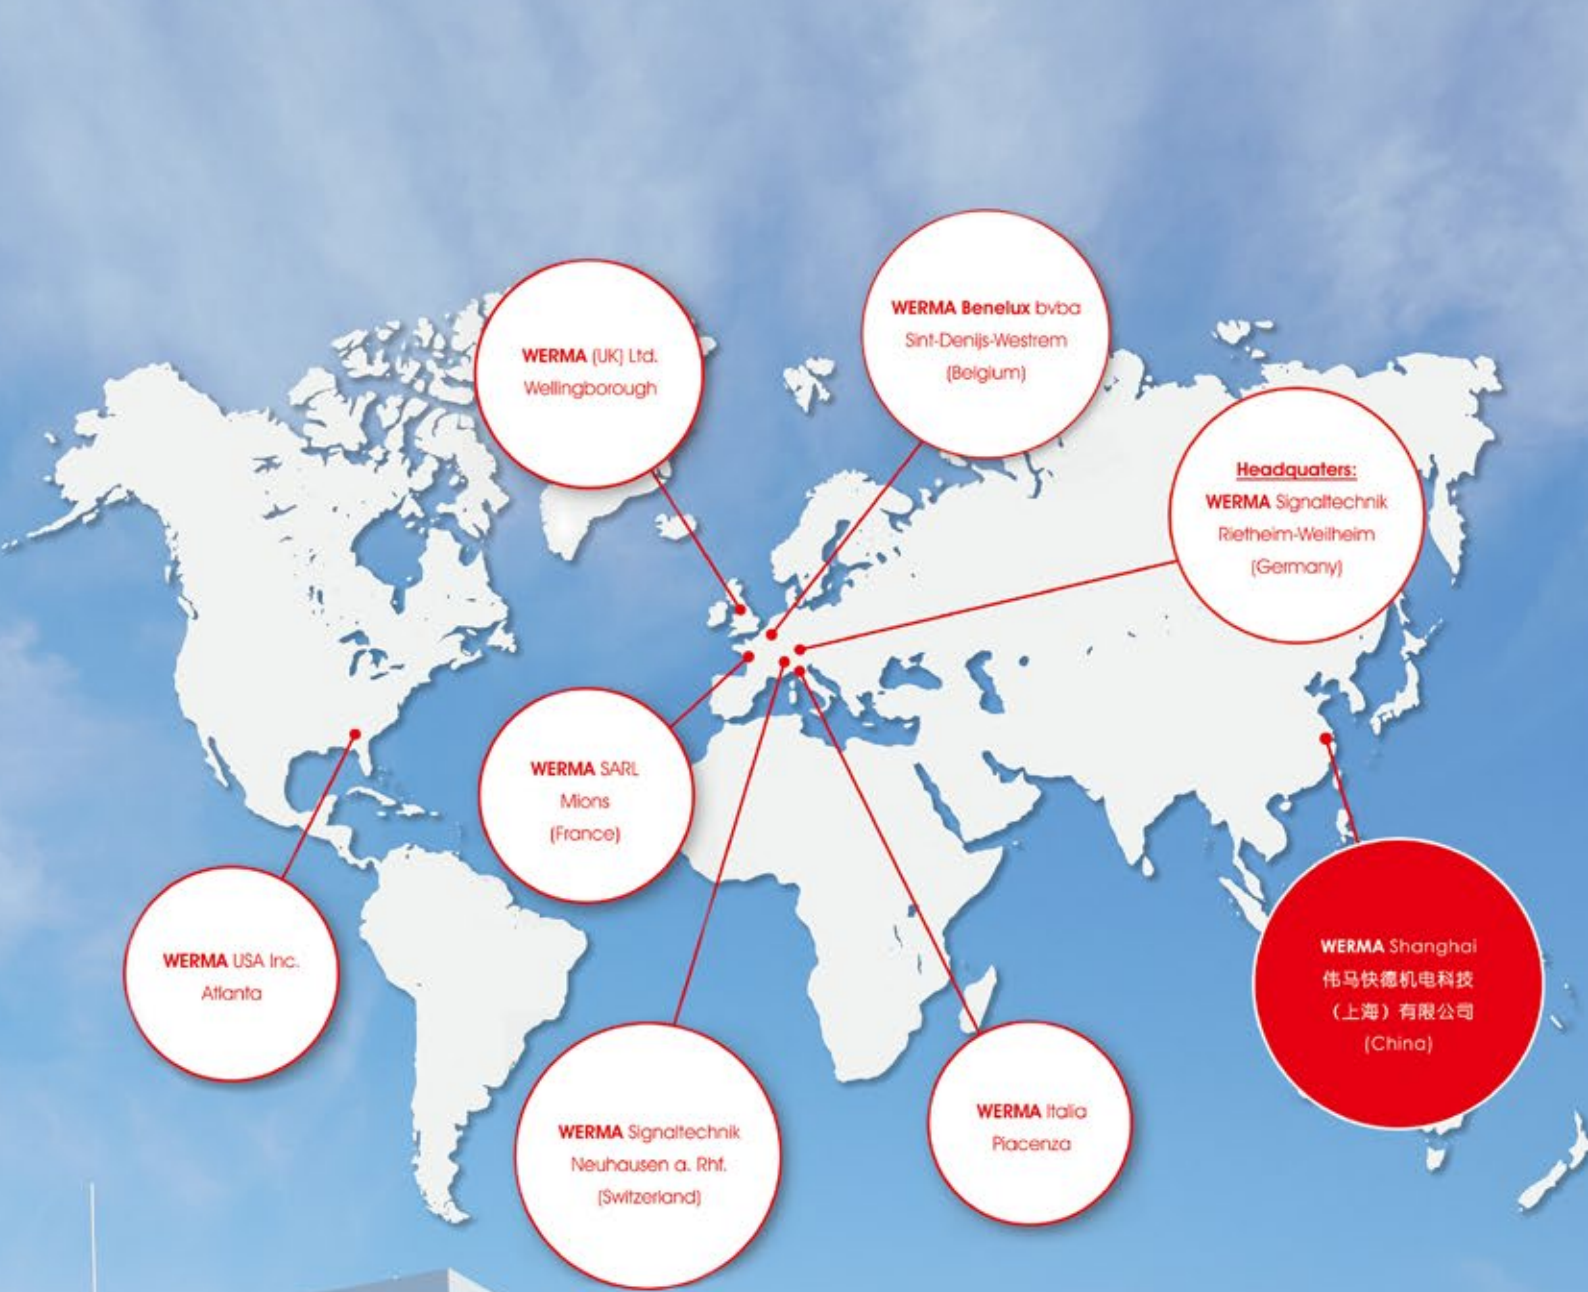 WERMA (UK) Ltd.
Wellingborough
WERMA Benelux bvba
Sint-Denijs-Westrem
(Belgium)
Headquaters:
WERMA Signaltechnik
Rietheim-Weilheim
(Germany)
WERMA SARL
Mions
(France)
WERMA USA Inc.
Atlanta
WERMA Shanghai
伟马快德机电科技
（上海）有限公司
(China)
WERMA Signaltechnik
Neuhausen a. Rhf.
(Switzerland)
WERMA Italia
Piacenza